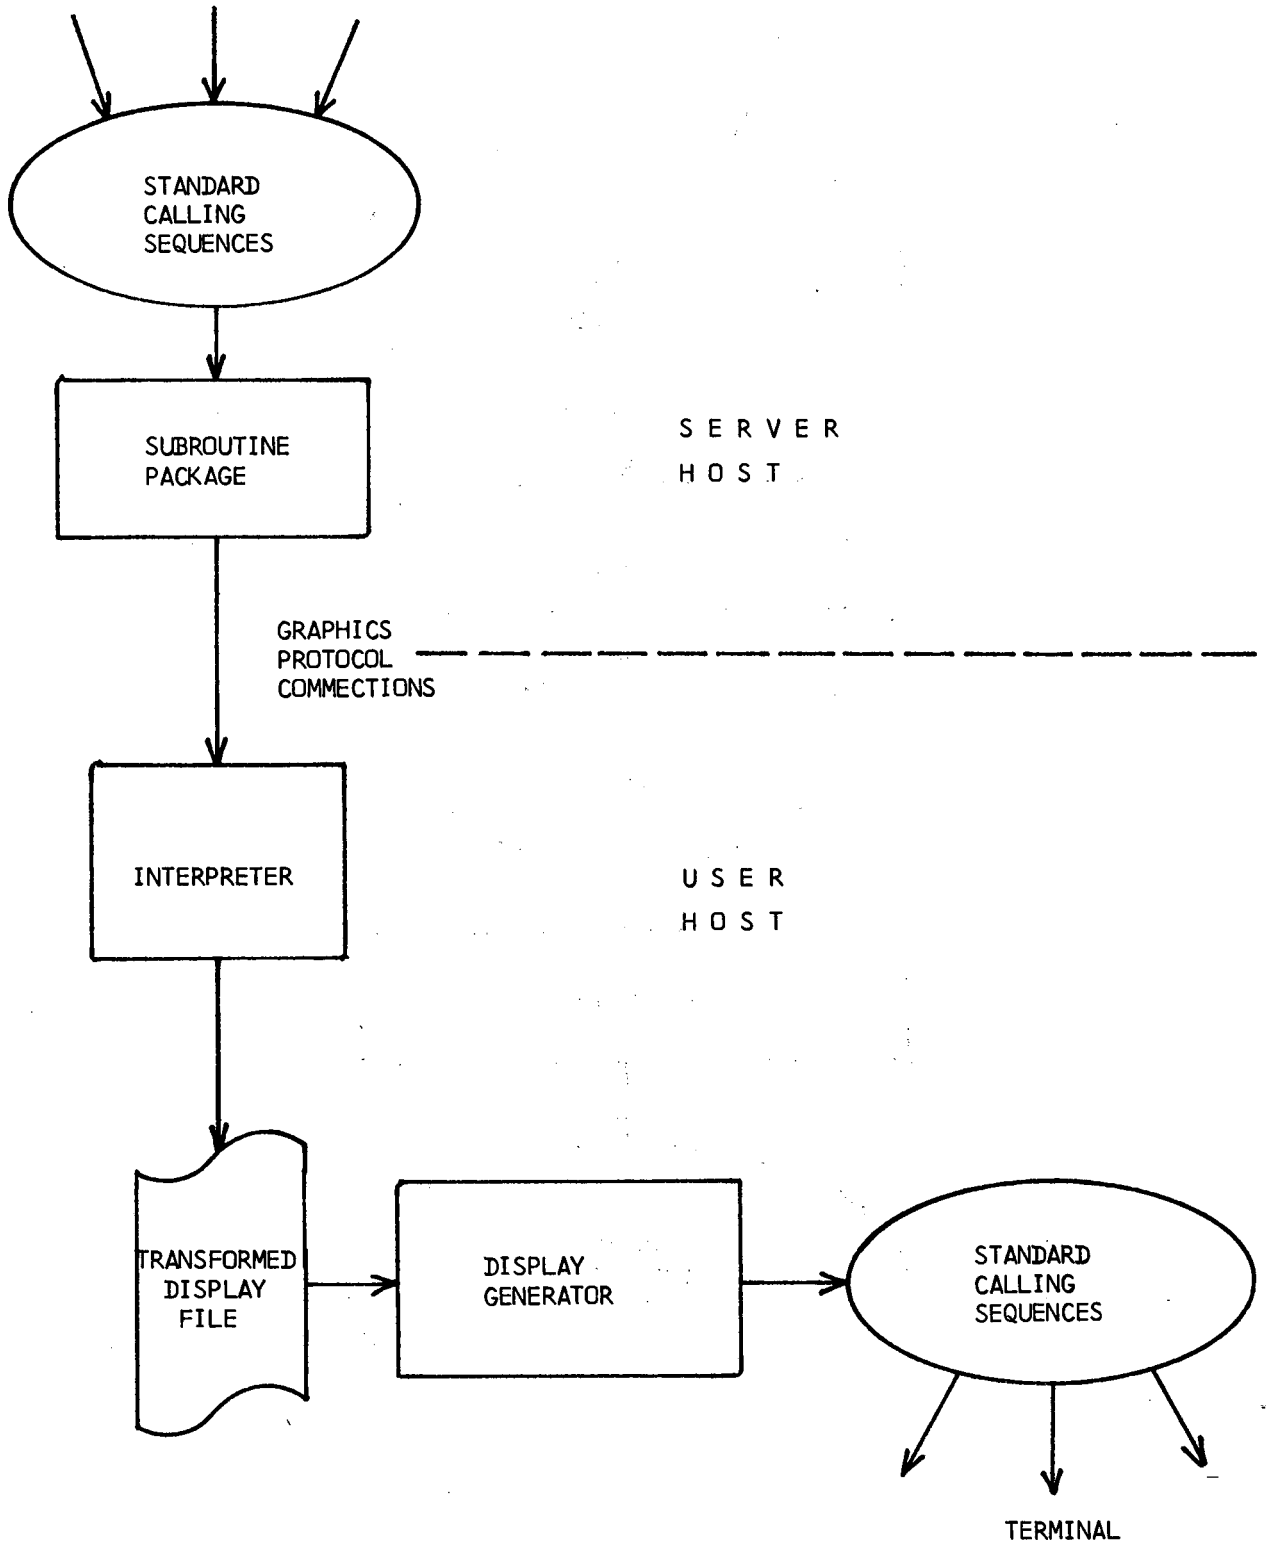 STANDARD
CALLING
SEQUENCES
SUBROUTINE
PACKAGE
S E R V E R
H O S T
GRAPHICS
PROTOCOL
COMMECTIONS
INTERPRETER
U S E R
H O S T
TRANSFORMED
DISPLAY
FILE
DISPLAY
GENERATOR
STANDARD
CALLING
SEQUENCES
TERMINAL